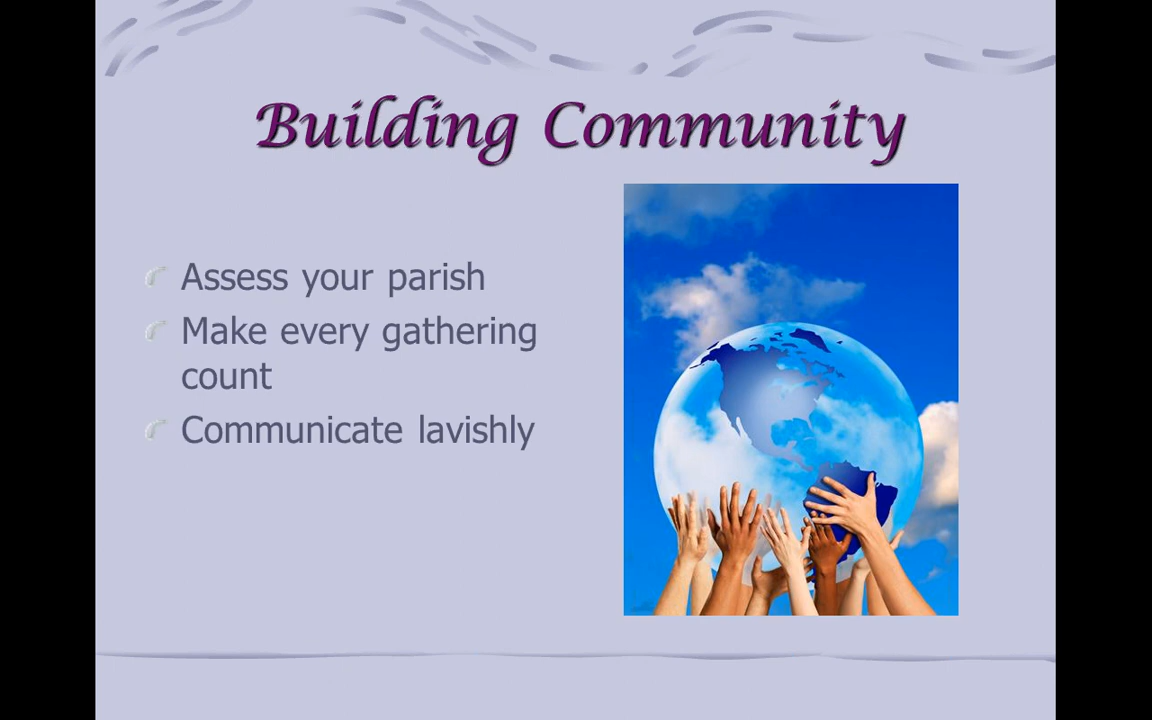 Building Community
Assess your parish
Make every gathering
count
Communicate lavishly